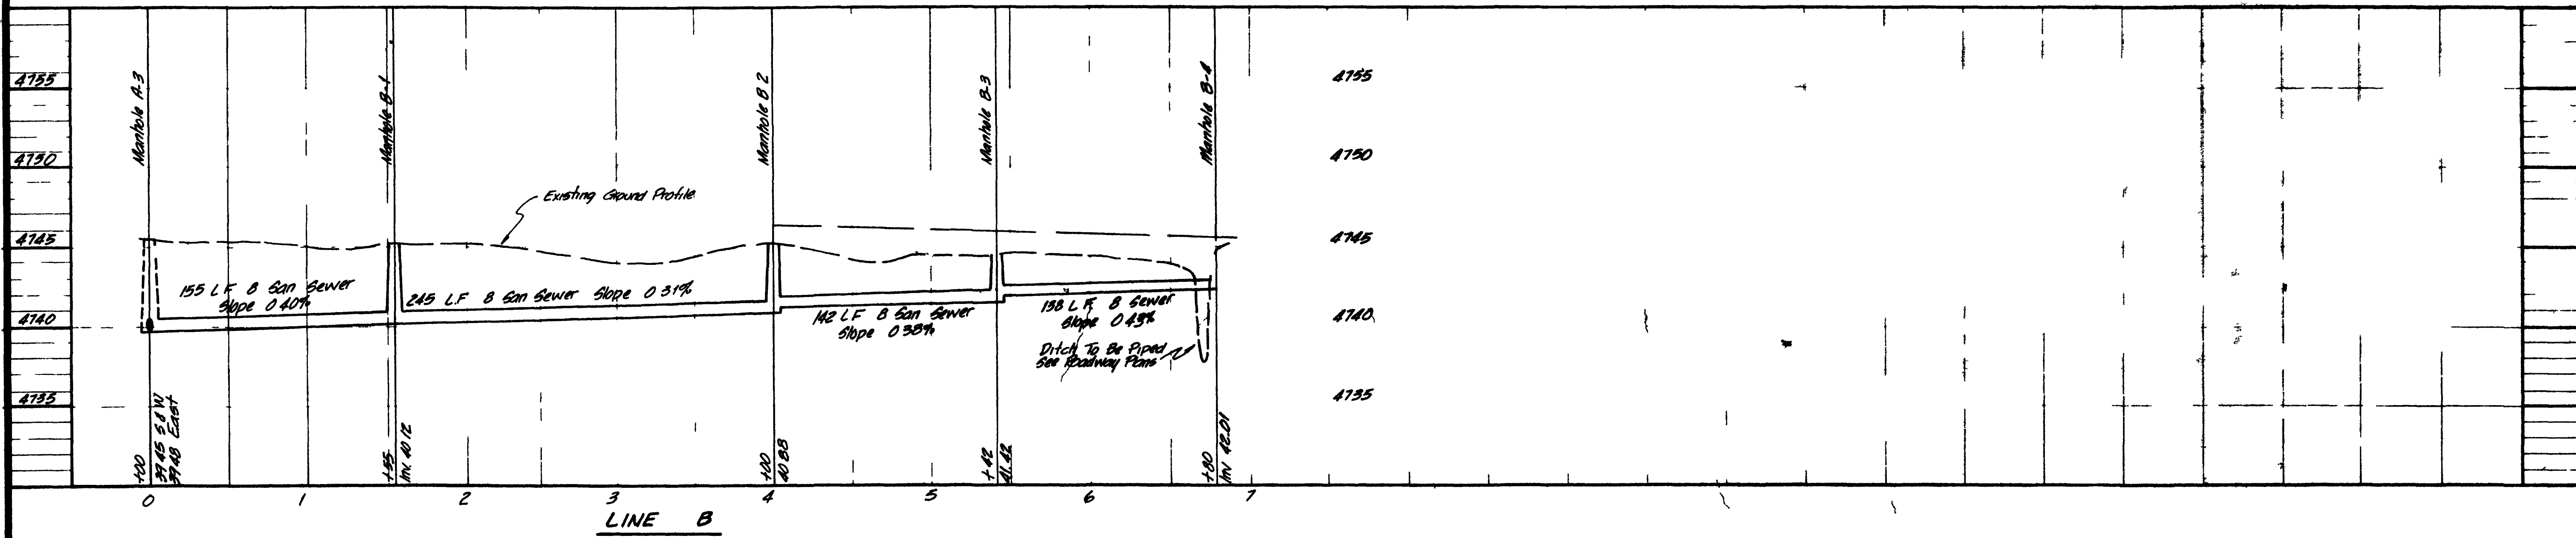 4755
4750
4745
4740
4735
Manhole A-3
Manhole B-1
Manhole B 2
Manhole B-3
Manhole B-4
4755
4750
4745
4740
4735
Existing Ground Profile
155 L F 8 San Sewer
Slope 0 40%
245 L.F 8 San Sewer Slope 0 31%
142 L F 8 San Sewer
Slope 0 38%
138 L F 8 Sewer
Slope 0 43%
Ditch To Be Piped
See Roadway Plans
+00
39 45 S & W
39 48 East
+55
Inv. 40 12
+00
40 88
+42
41.42
+80
Inv 42.01
0 1 2 3 4 5 6 7
LINE B